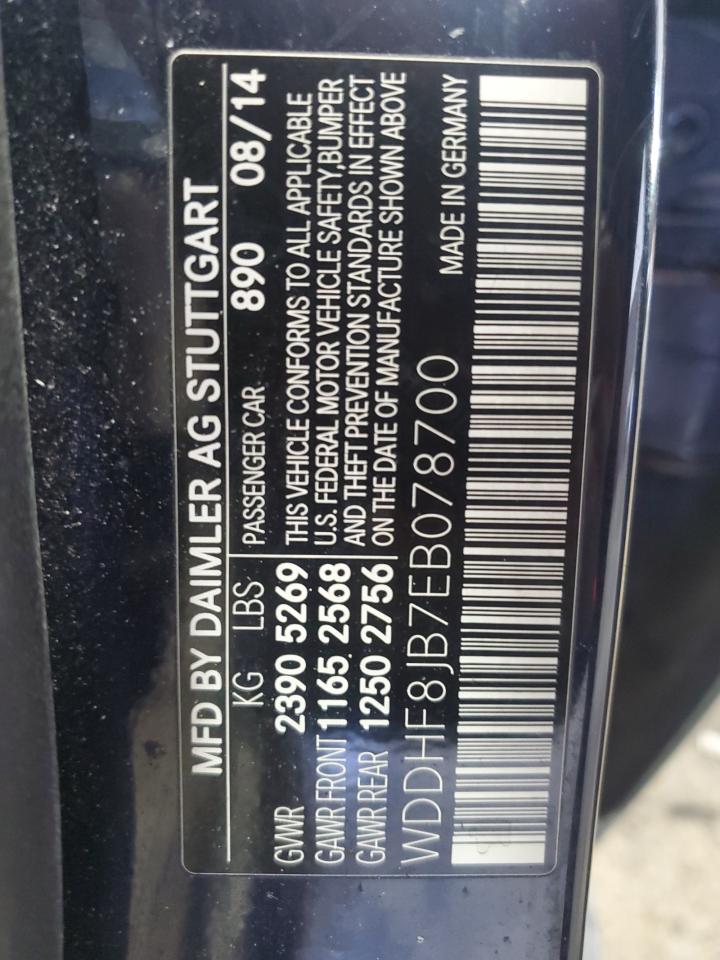 MFD BY DAIMLER AG STUTTGART
KG LBS PASSENGER CAR 890 08/14
GVWR 2390 5269 THIS VEHICLE CONFORMS TO ALL APPLICABLE
GAWR FRONT 1165 2568 U.S. FEDERAL MOTOR VEHICLE SAFETY,BUMPER
GAWR REAR 1250 2756 AND THEFT PREVENTION STANDARDS IN EFFECT
ON THE DATE OF MANUFACTURE SHOWN ABOVE
WDDHF8JB7EB078700 MADE IN GERMANY